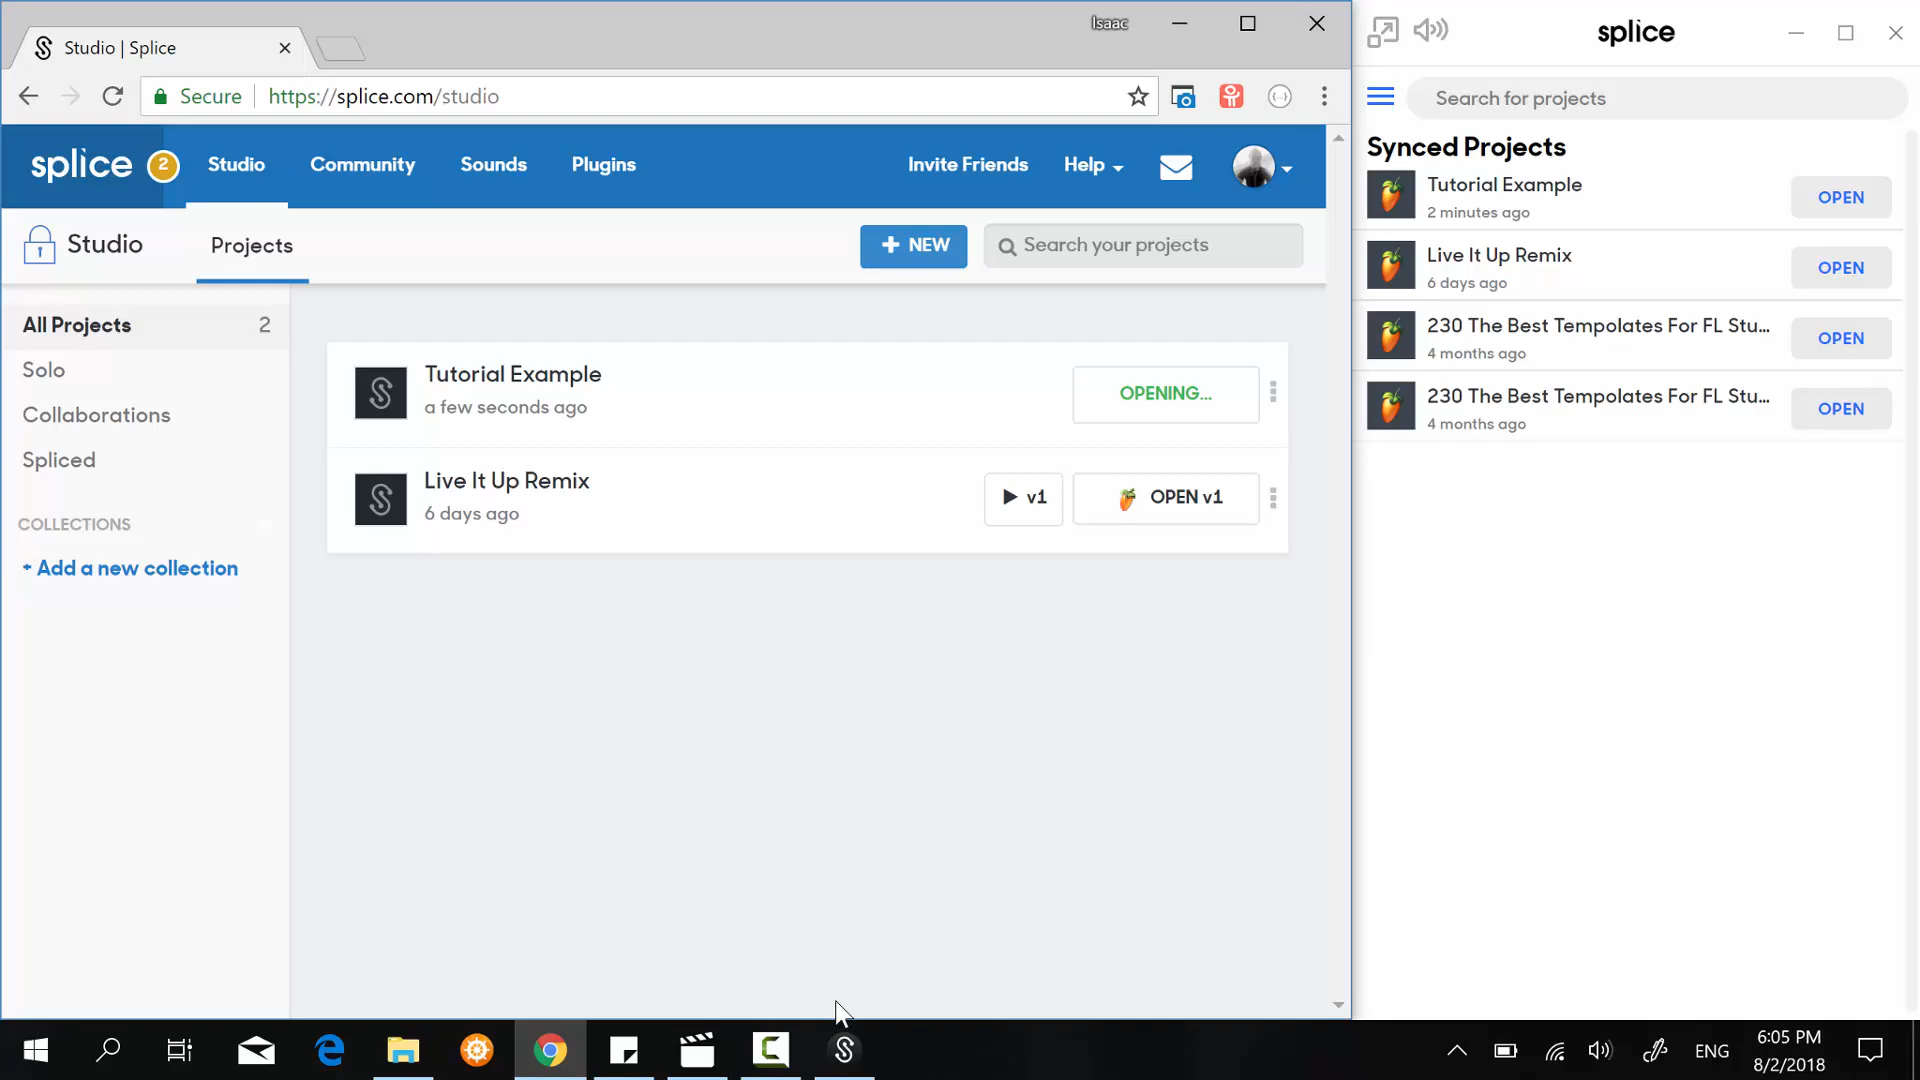 Studio | Splice
Isaac
Secure
https://splice.com/studio
splice 2
Studio
Community
Sounds
Plugins
Invite Friends
Help
Studio
Projects
+ NEW
Search your projects
All Projects 2
Solo
Collaborations
Spliced
COLLECTIONS
+ Add a new collection
Tutorial Example
a few seconds ago
OPENING...
Live It Up Remix
6 days ago
v1
OPEN v1
splice
Search for projects
Synced Projects
Tutorial Example
2 minutes ago
OPEN
Live It Up Remix
6 days ago
OPEN
230 The Best Tempolates For FL Stu...
4 months ago
OPEN
230 The Best Tempolates For FL Stu...
4 months ago
OPEN
ENG
6:05 PM
8/2/2018